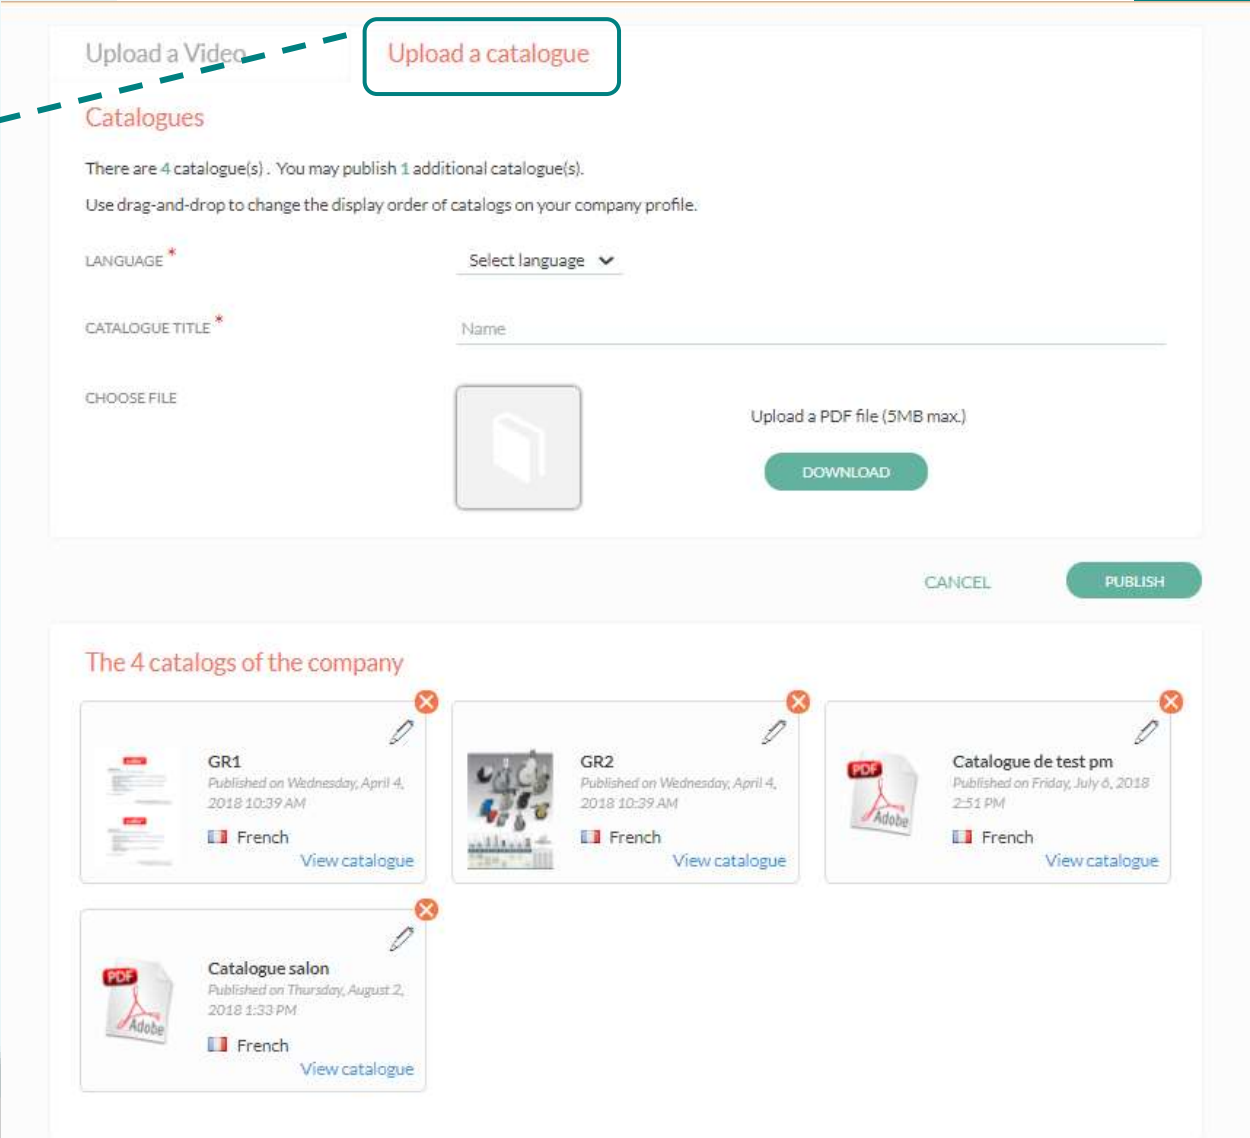 Upload a Video
Upload a catalogue
Catalogues
There are 4 catalogue(s) . You may publish 1 additional catalogue(s).
Use drag-and-drop to change the display order of catalogs on your company profile.
LANGUAGE *
Select language
CATALOGUE TITLE *
Name
CHOOSE FILE
Upload a PDF file (5MB max.)
DOWNLOAD
CANCEL
PUBLISH
The 4 catalogs of the company
GR1
Published on Wednesday, April 4,
2018 10:39 AM
French
View catalogue
GR2
Published on Wednesday, April 4,
2018 10:39 AM
French
View catalogue
PDF
Adobe
Catalogue de test pm
Published on Friday, July 6, 2018
2:51 PM
French
View catalogue
PDF
Adobe
Catalogue salon
Published on Thursday, August 2,
2018 1:33 PM
French
View catalogue